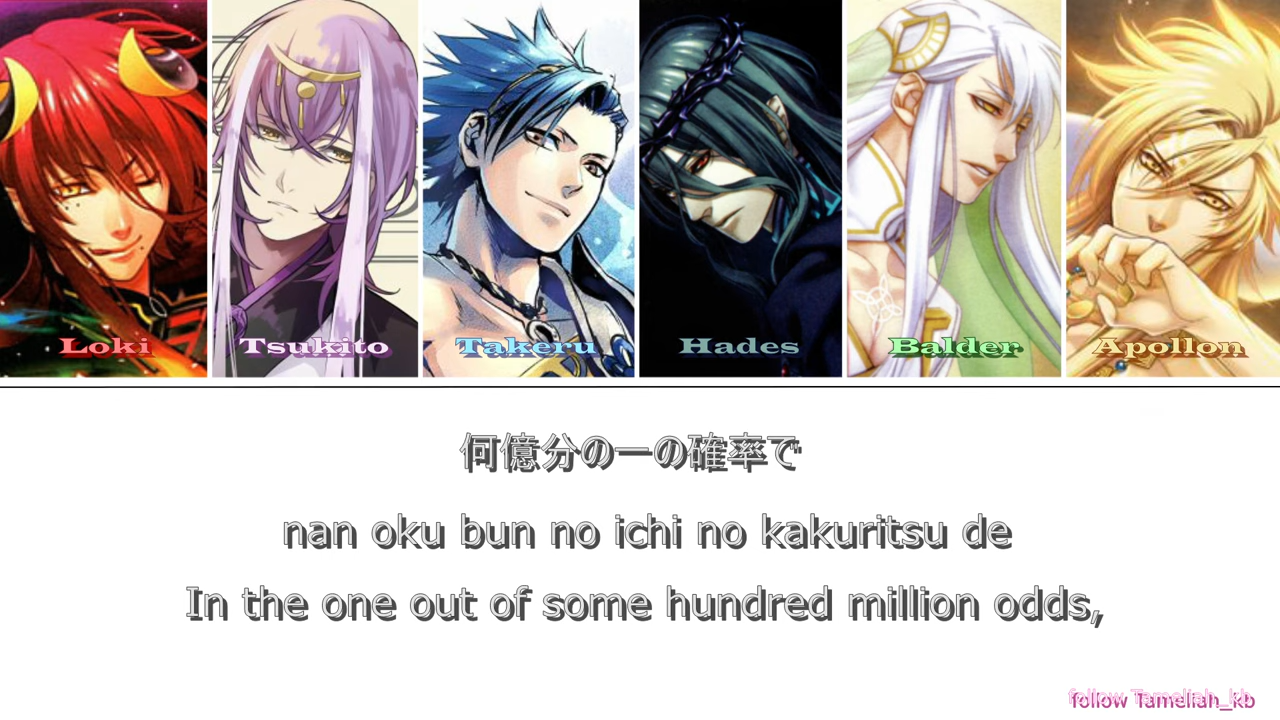 Loki Tsukito Takeru Hades Balder Apollon
何億分の一の確率で
nan oku bun no ichi no kakuritsu de
In the one out of some hundred million odds,
follow Tameliah_kb